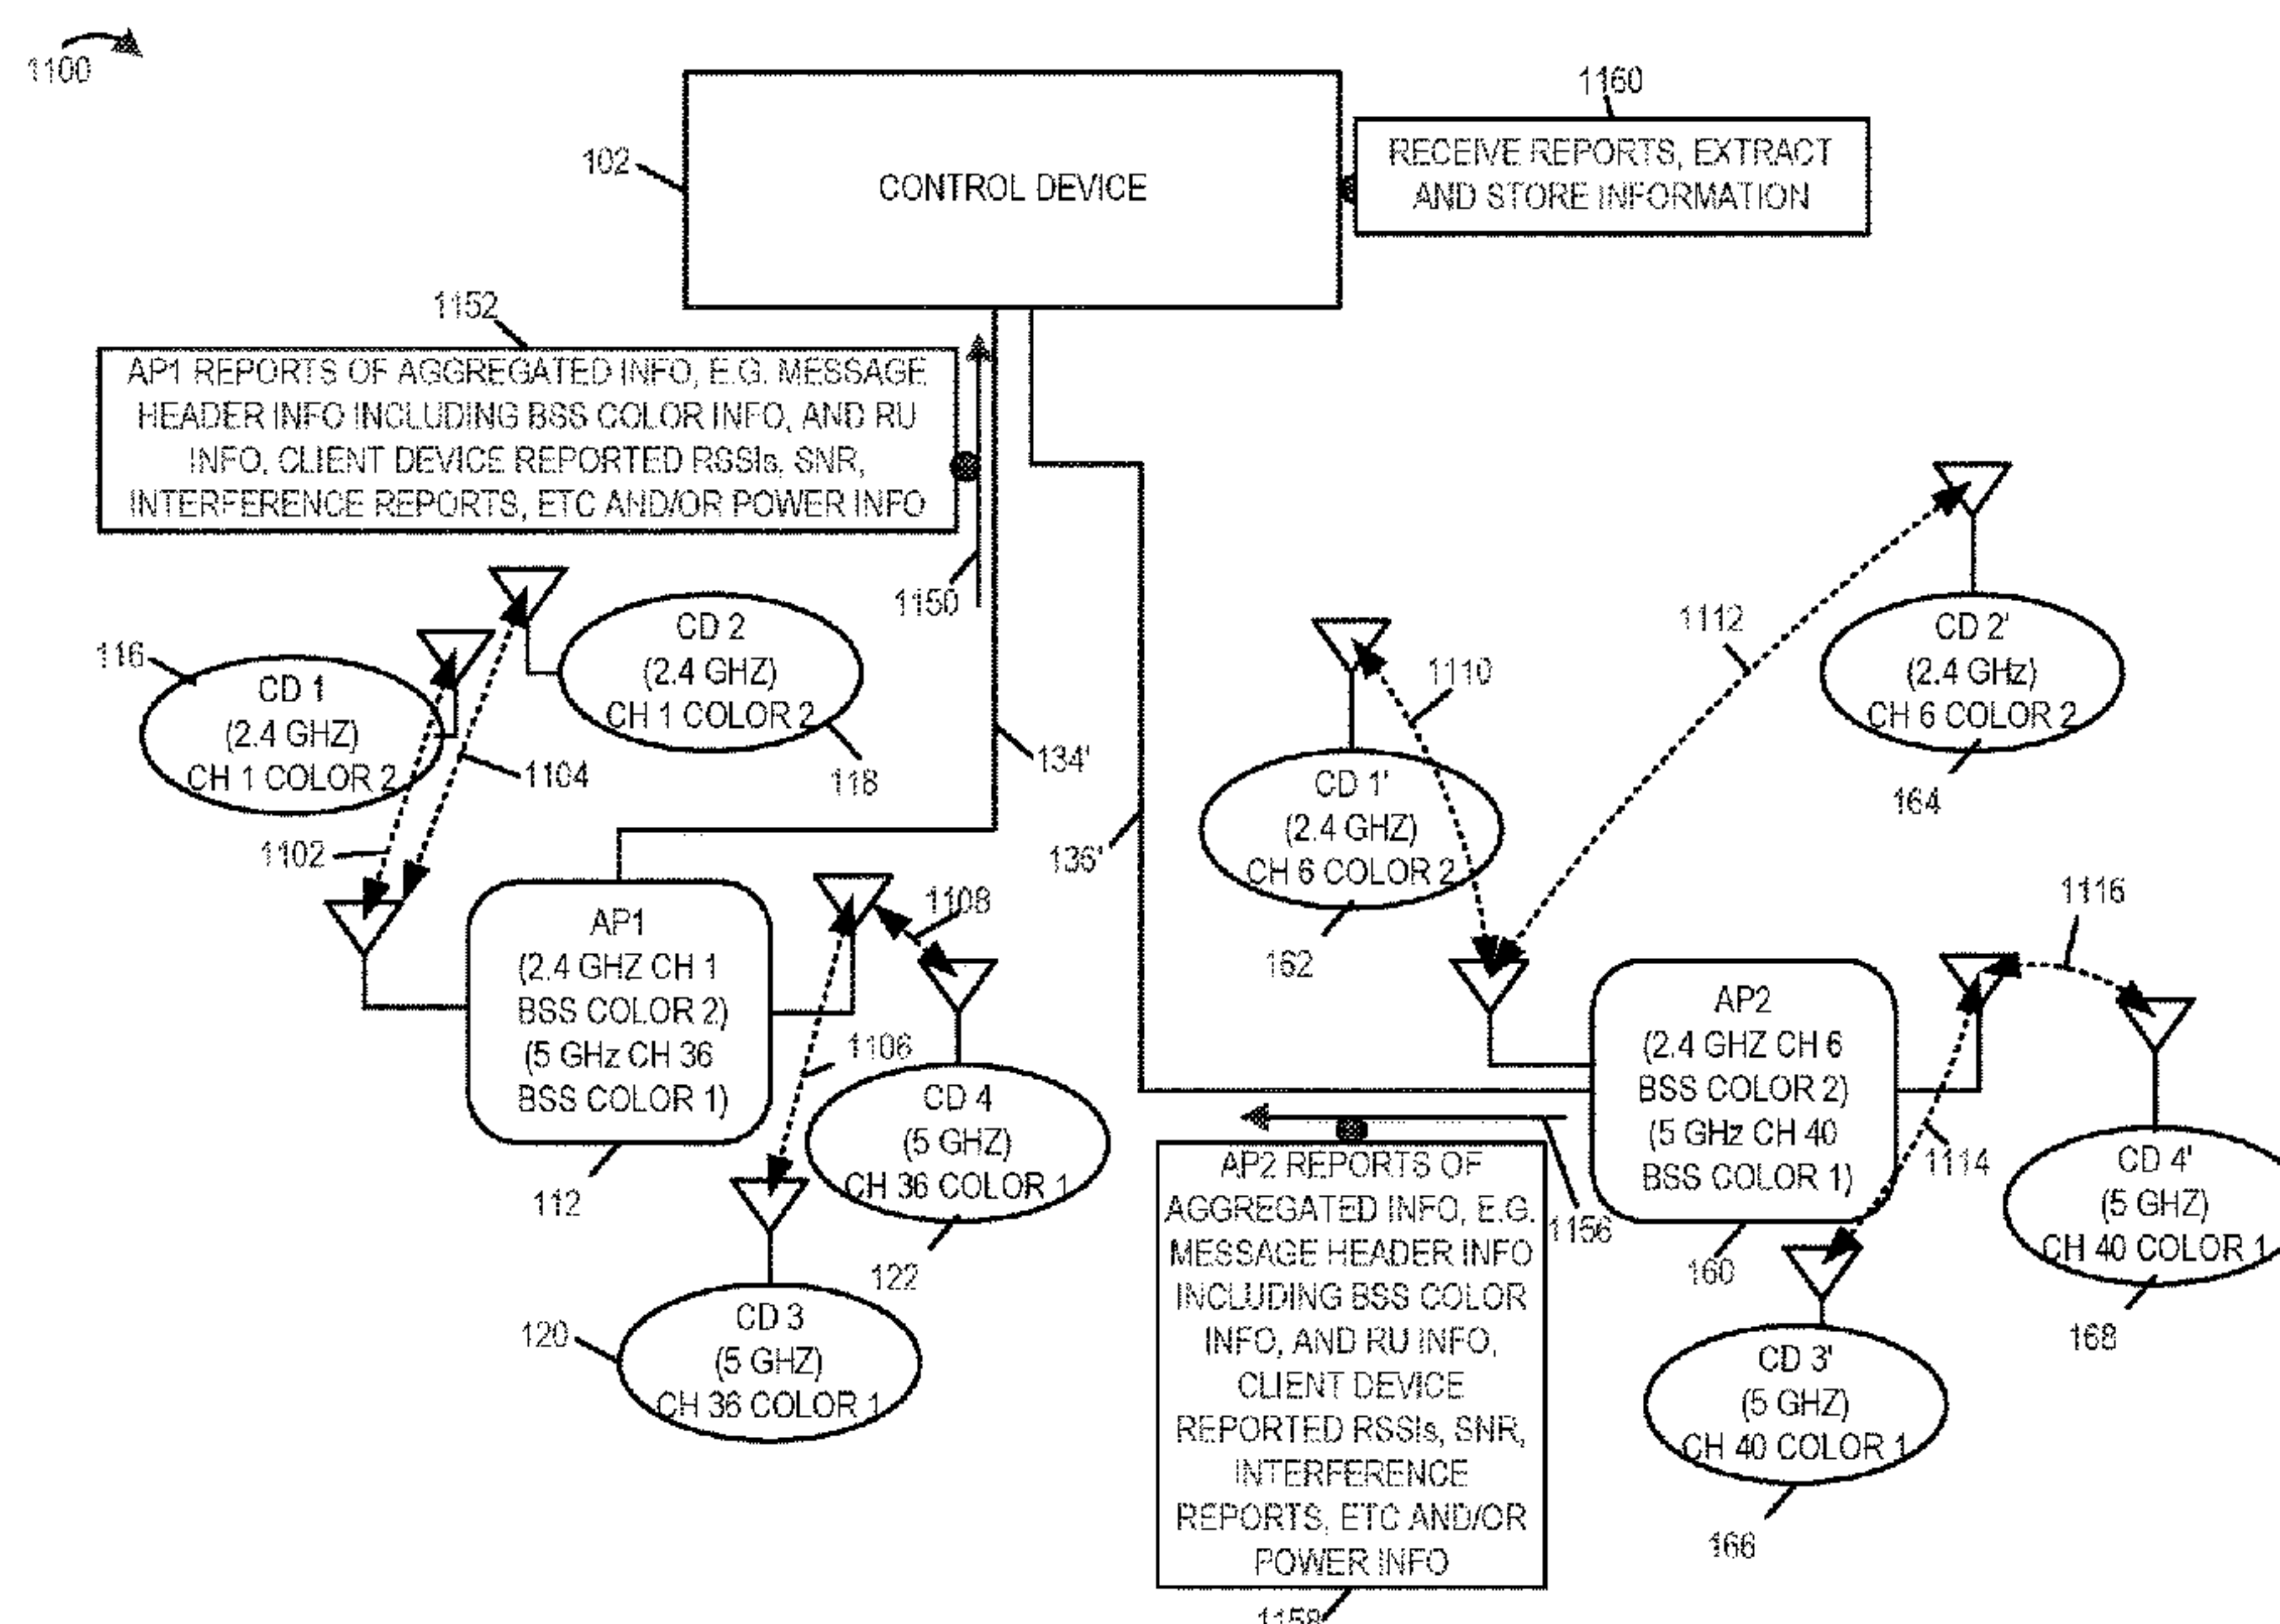 1100
1160
102
CONTROL DEVICE
RECEIVE REPORTS, EXTRACT
AND STORE INFORMATION
1152
AP1 REPORTS OF AGGREGATED INFO, E.G. MESSAGE
HEADER INFO INCLUDING BSS COLOR INFO, AND RU
INFO, CLIENT DEVICE REPORTED RSSIs, SNR,
INTERFERENCE REPORTS, ETC AND/OR POWER INFO
1150
116
CD 1
(2.4 GHZ)
CH 1 COLOR 2
CD 2
(2.4 GHZ)
CH 1 COLOR 2
118
1104
1102
134'
136'
1110
1112
CD 1'
(2.4 GHZ)
CH 6 COLOR 2
162
CD 2'
(2.4 GHz)
CH 6 COLOR 2
164
AP1
(2.4 GHZ CH 1
BSS COLOR 2)
(5 GHz CH 36
BSS COLOR 1)
112
1108
1106
CD 4
(5 GHZ)
CH 36 COLOR 1
122
CD 3
(5 GHZ)
CH 36 COLOR 1
120
AP2
(2.4 GHZ CH 6
BSS COLOR 2)
(5 GHz CH 40
BSS COLOR 1)
160
1116
1114
1156
AP2 REPORTS OF
AGGREGATED INFO, E.G.
MESSAGE HEADER INFO
INCLUDING BSS COLOR
INFO, AND RU INFO,
CLIENT DEVICE
REPORTED RSSIs, SNR,
INTERFERENCE
REPORTS, ETC AND/OR
POWER INFO
1158
CD 4'
(5 GHZ)
CH 40 COLOR 1
168
CD 3'
(5 GHZ)
CH 40 COLOR 1
166